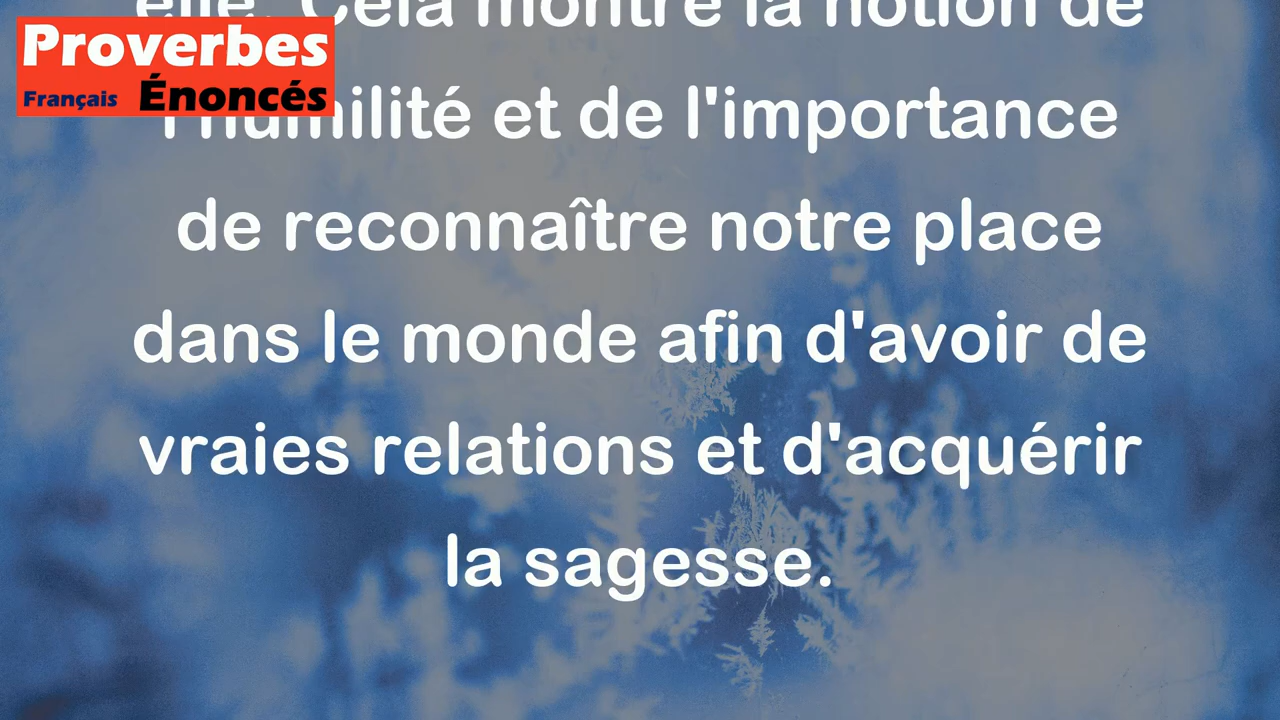 Proverbes
Français Énoncés
elle. Cela montre la notion de
l'humilité et de l'importance
de reconnaître notre place
dans le monde afin d'avoir de
vraies relations et d'acquérir
la sagesse.